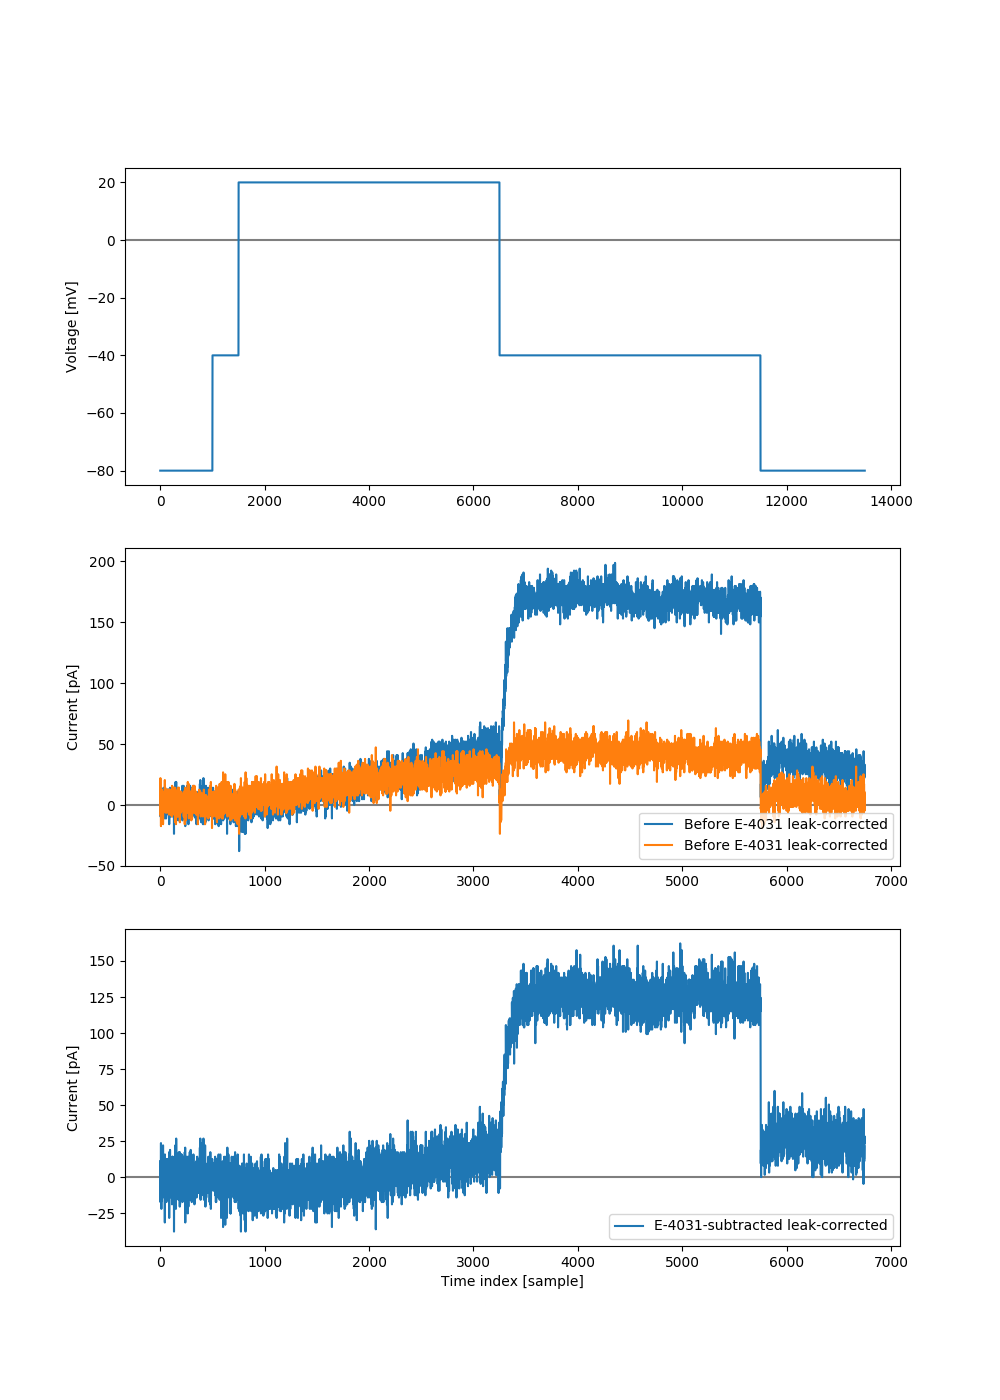 20
0
−20
−40
−60
−80
Voltage [mV]
0 2000 4000 6000 8000 10000 12000 14000
200
150
100
50
0
−50
Current [pA]
Before E-4031 leak-corrected
Before E-4031 leak-corrected
0 1000 2000 3000 4000 5000 6000 7000
150
125
100
75
50
25
0
−25
Current [pA]
E-4031-subtracted leak-corrected
0 1000 2000 3000 4000 5000 6000 7000
Time index [sample]